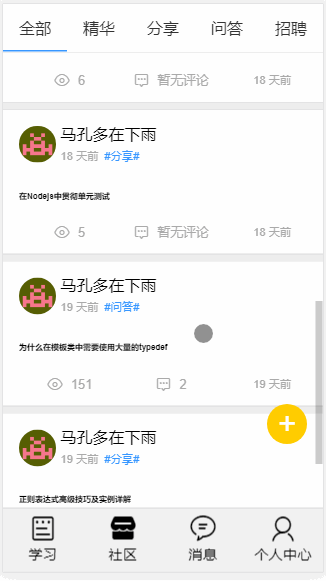 全部 精华 分享 问答 招聘
6 暂无评论 18 天前
马孔多在下雨
18 天前 #分享#
在Nodejs中贯彻单元测试
5 暂无评论 18 天前
马孔多在下雨
19 天前 #问答#
为什么在模板类中需要使用大量的typedef
151 2 19 天前
马孔多在下雨
19 天前 #分享#
+
正则表达式高级技巧及实例详解
学习 社区 消息 个人中心